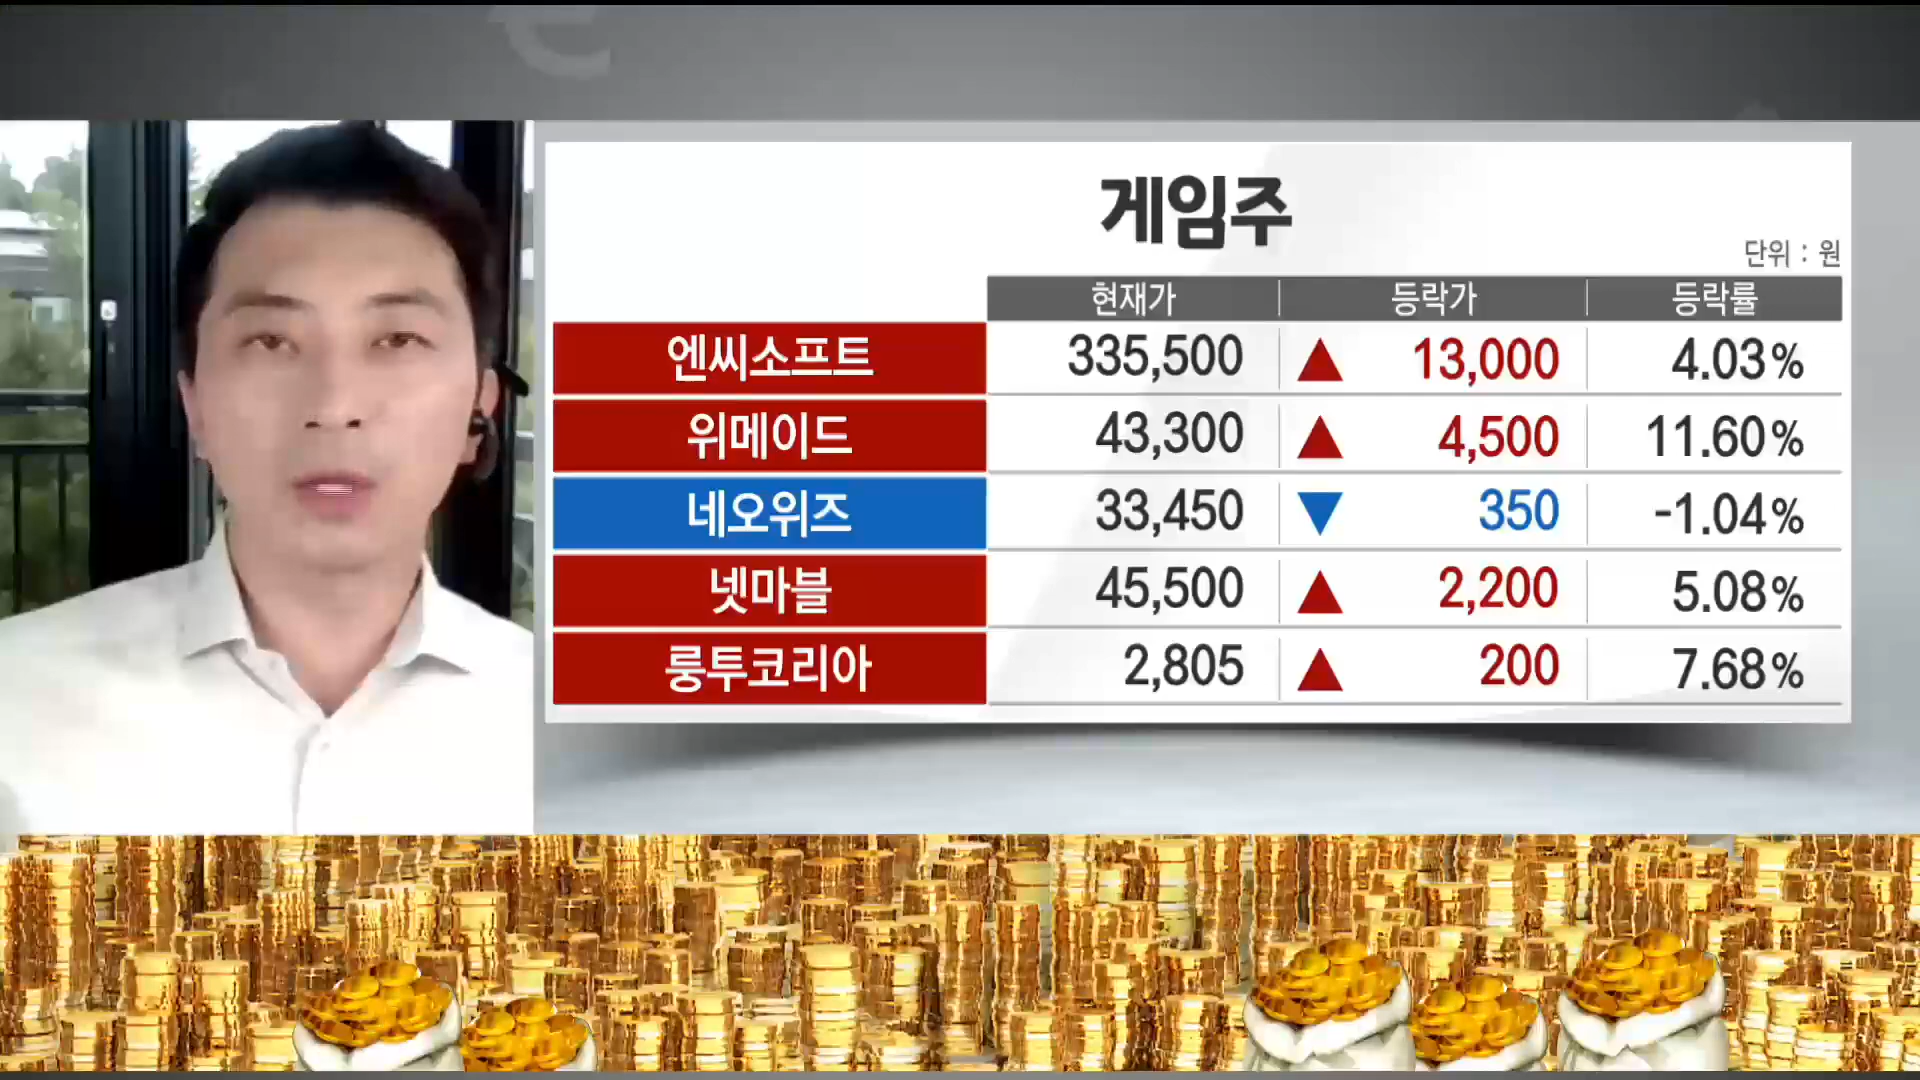 게임주
단위 : 원
현재가 등락가 등락률
엔씨소프트 335,500 ▲ 13,000 4.03%
위메이드 43,300 ▲ 4,500 11.60%
네오위즈 33,450 ▼ 350 -1.04%
넷마블 45,500 ▲ 2,200 5.08%
룽투코리아 2,805 ▲ 200 7.68%